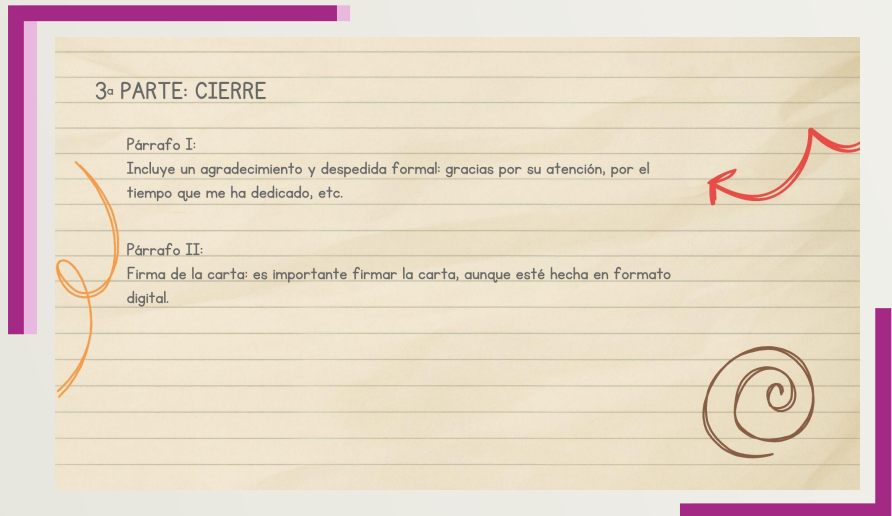 3ª PARTE: CIERRE
Párrafo I:
Incluye un agradecimiento y despedida formal: gracias por su atención, por el
tiempo que me ha dedicado, etc.
Párrafo II:
Firma de la carta: es importante firmar la carta, aunque esté hecha en formato
digital.